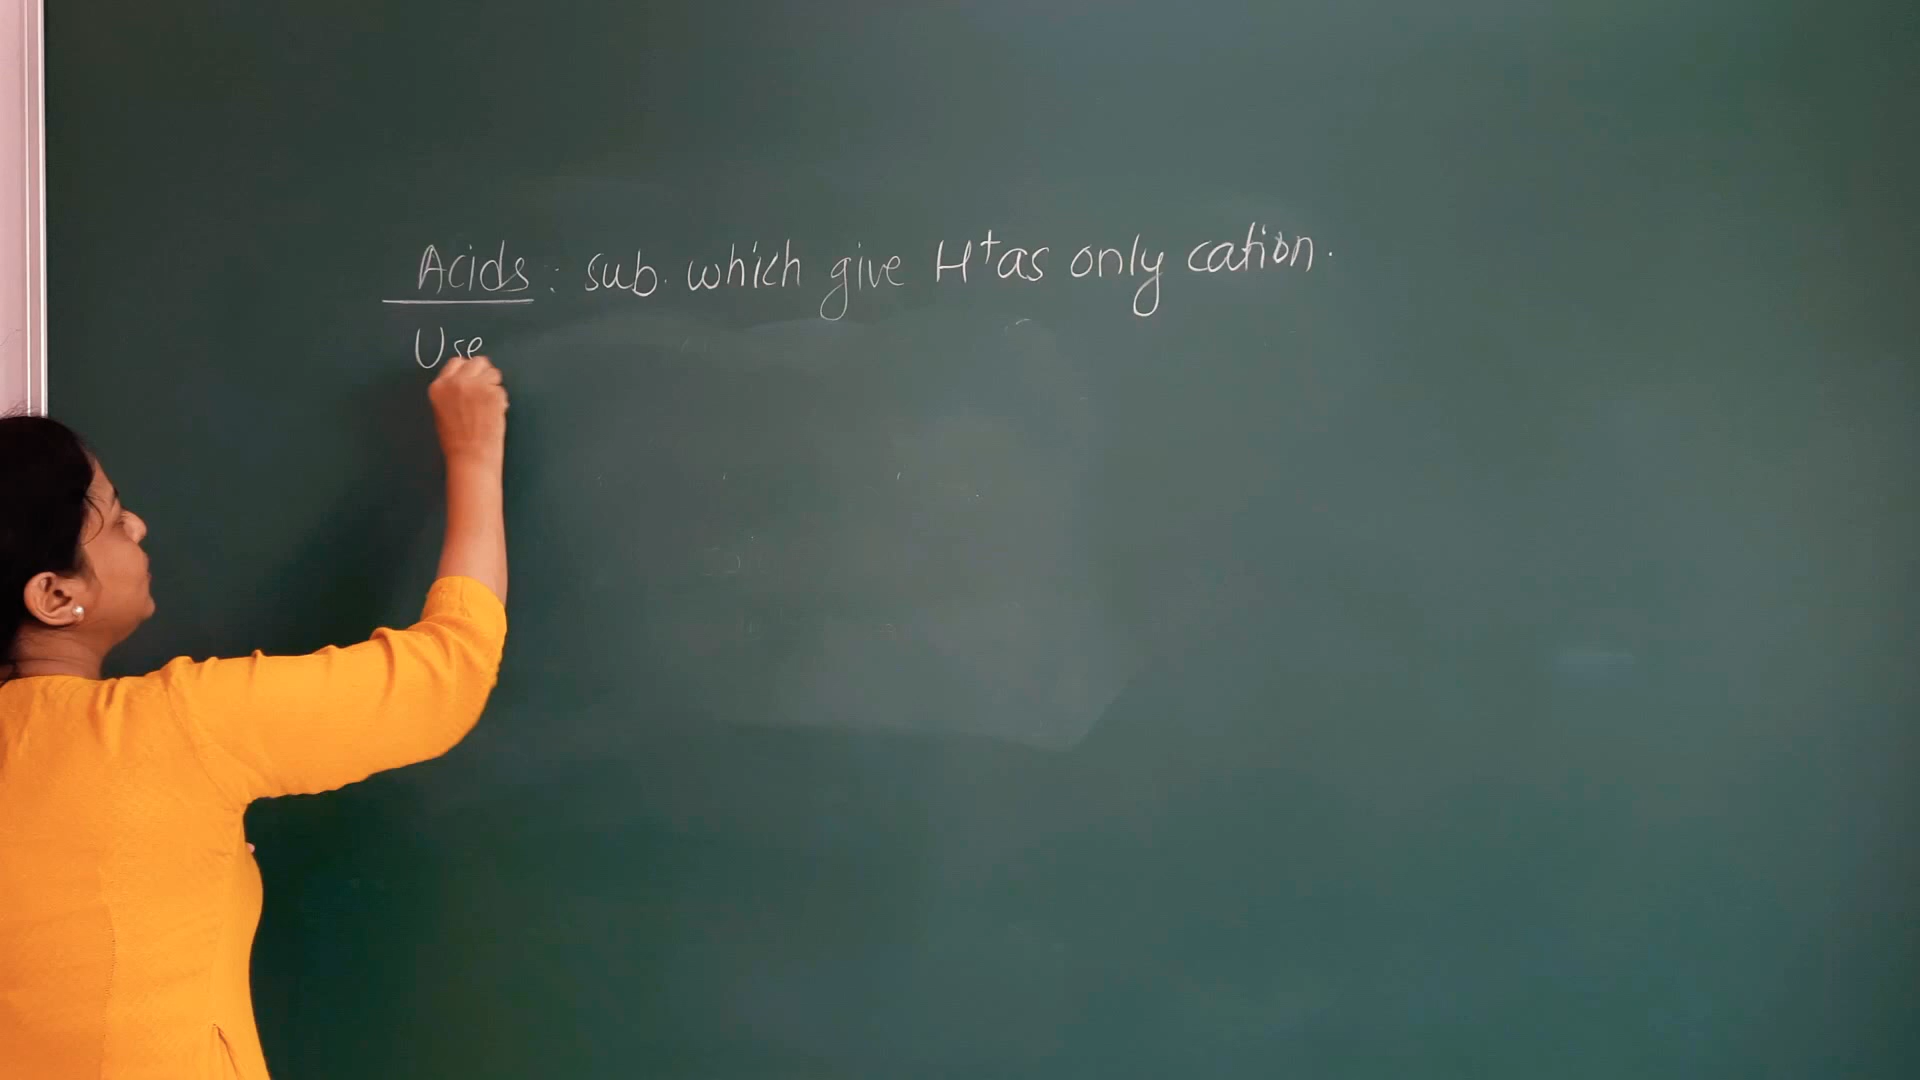 Acids: sub. which give H⁺ as only cation.
Use